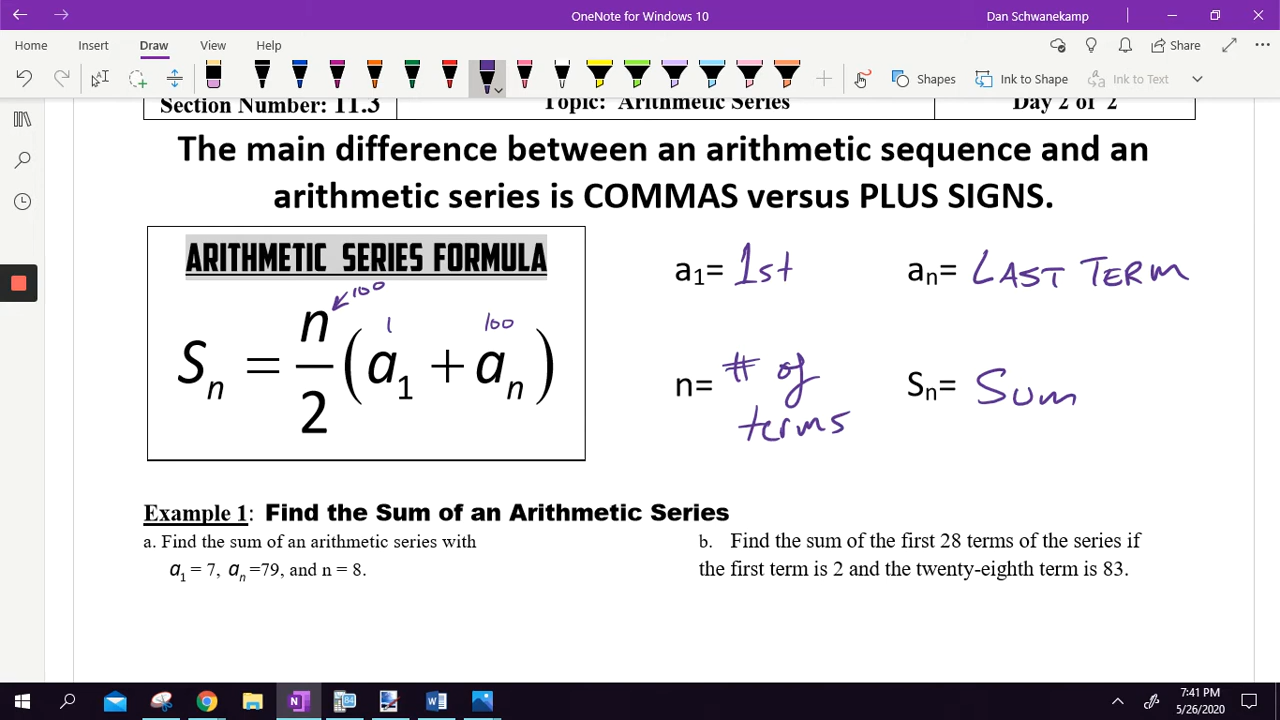 OneNote for Windows 10
Dan Schwanekamp
Home Insert Draw View Help
Share
Shapes Ink to Shape Ink to Text
Section Number: 11.3 Topic: Arithmetic Series Day 2 of 2
The main difference between an arithmetic sequence and an
arithmetic series is COMMAS versus PLUS SIGNS.
ARITHMETIC SERIES FORMULA
100
1 100
Sn = n/2 (a1 + an)
a1= 1st
an= LAST TERM
n= # of
terms
Sn= Sum
Example 1: Find the Sum of an Arithmetic Series
a. Find the sum of an arithmetic series with
a1 = 7, an =79, and n = 8.
b. Find the sum of the first 28 terms of the series if
the first term is 2 and the twenty-eighth term is 83.
7:41 PM
5/26/2020